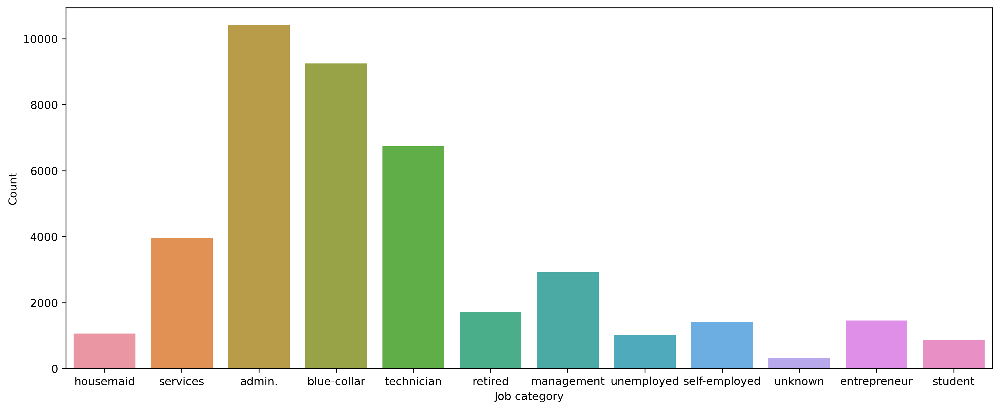 10000
8000
6000
4000
2000
0
Count
housemaid services admin. blue-collar technician retired management unemployed self-employed unknown entrepreneur student
Job category